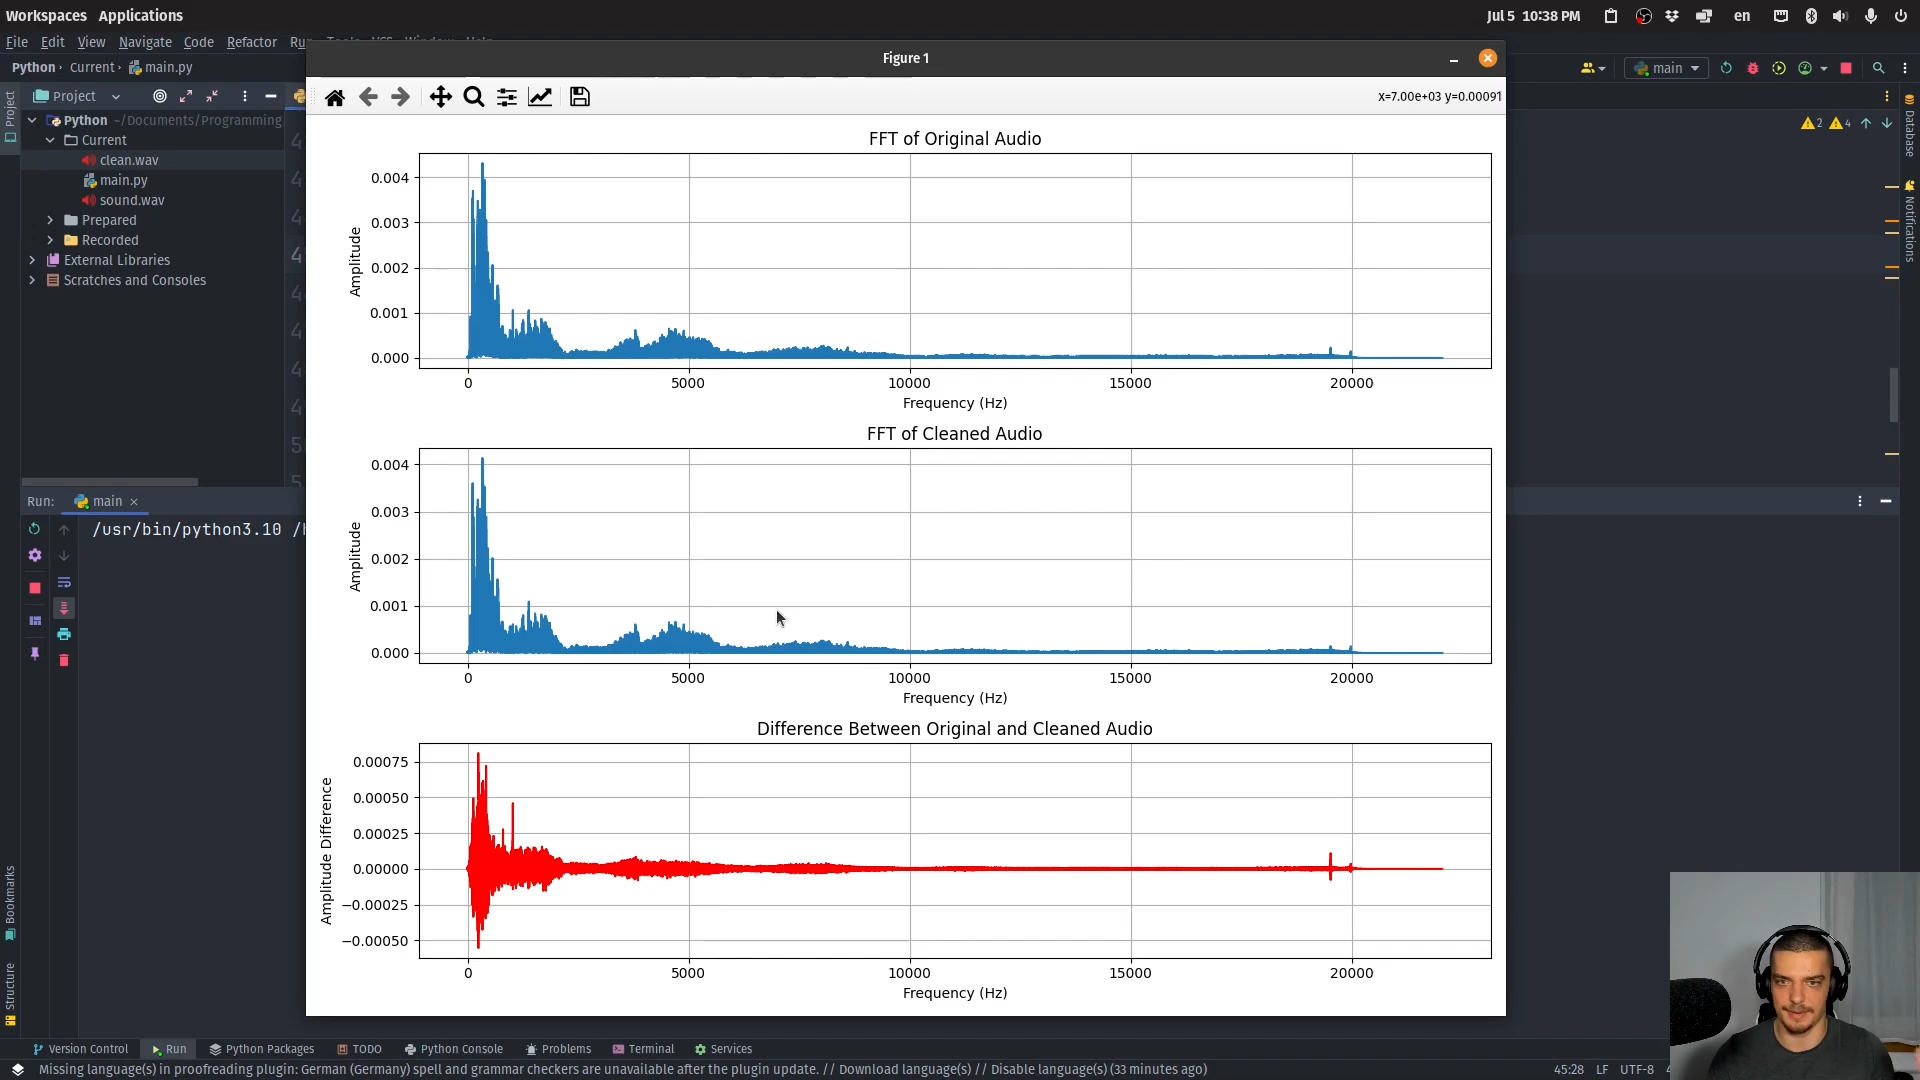 Workspaces Applications
Jul 5 10:38 PM
en
File Edit View Navigate Code Refactor
Python Current main.py
Figure 1
main
Project
x=7.00e+03 y=0.00091
Python ~/Documents/Programming
Current
clean.wav
main.py
sound.wav
Prepared
Recorded
External Libraries
Scratches and Consoles
2 4
Project
Database
Notifications
FFT of Original Audio
Amplitude
0.004
0.003
0.002
0.001
0.000
0 5000 10000 15000 20000
Frequency (Hz)
FFT of Cleaned Audio
Amplitude
0.004
0.003
0.002
0.001
0.000
0 5000 10000 15000 20000
Frequency (Hz)
Difference Between Original and Cleaned Audio
Amplitude Difference
0.00075
0.00050
0.00025
0.00000
−0.00025
−0.00050
0 5000 10000 15000 20000
Frequency (Hz)
Run: main
/usr/bin/python3.10
Bookmarks
Structure
Version Control Run Python Packages TODO Python Console Problems Terminal Services
Missing language(s) in proofreading plugin: German (Germany) spell and grammar checkers are unavailable after the plugin update. // Download language(s) // Disable language(s) (33 minutes ago)
45:28 LF UTF-8